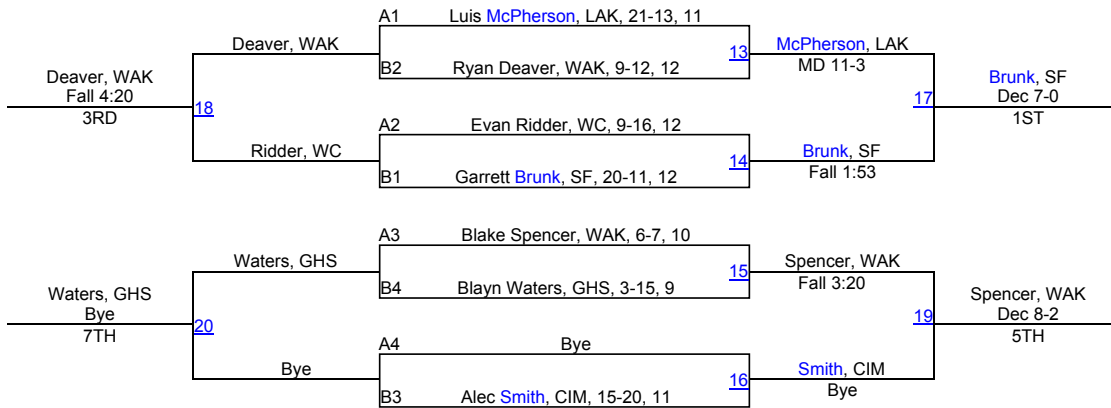 A1 Luis McPherson, LAK, 21-13, 11
Deaver, WAK 13 McPherson, LAK
B2 Ryan Deaver, WAK, 9-12, 12 MD 11-3
Deaver, WAK Brunk, SF
Fall 4:20 18 17 Dec 7-0
3RD 1ST
A2 Evan Ridder, WC, 9-16, 12
Ridder, WC 14 Brunk, SF
B1 Garrett Brunk, SF, 20-11, 12 Fall 1:53
A3 Blake Spencer, WAK, 6-7, 10
Waters, GHS 15 Spencer, WAK
B4 Blayn Waters, GHS, 3-15, 9 Fall 3:20
Waters, GHS Spencer, WAK
Bye 20 19 Dec 8-2
7TH 5TH
A4 Bye
Bye 16 Smith, CIM
B3 Alec Smith, CIM, 15-20, 11 Bye